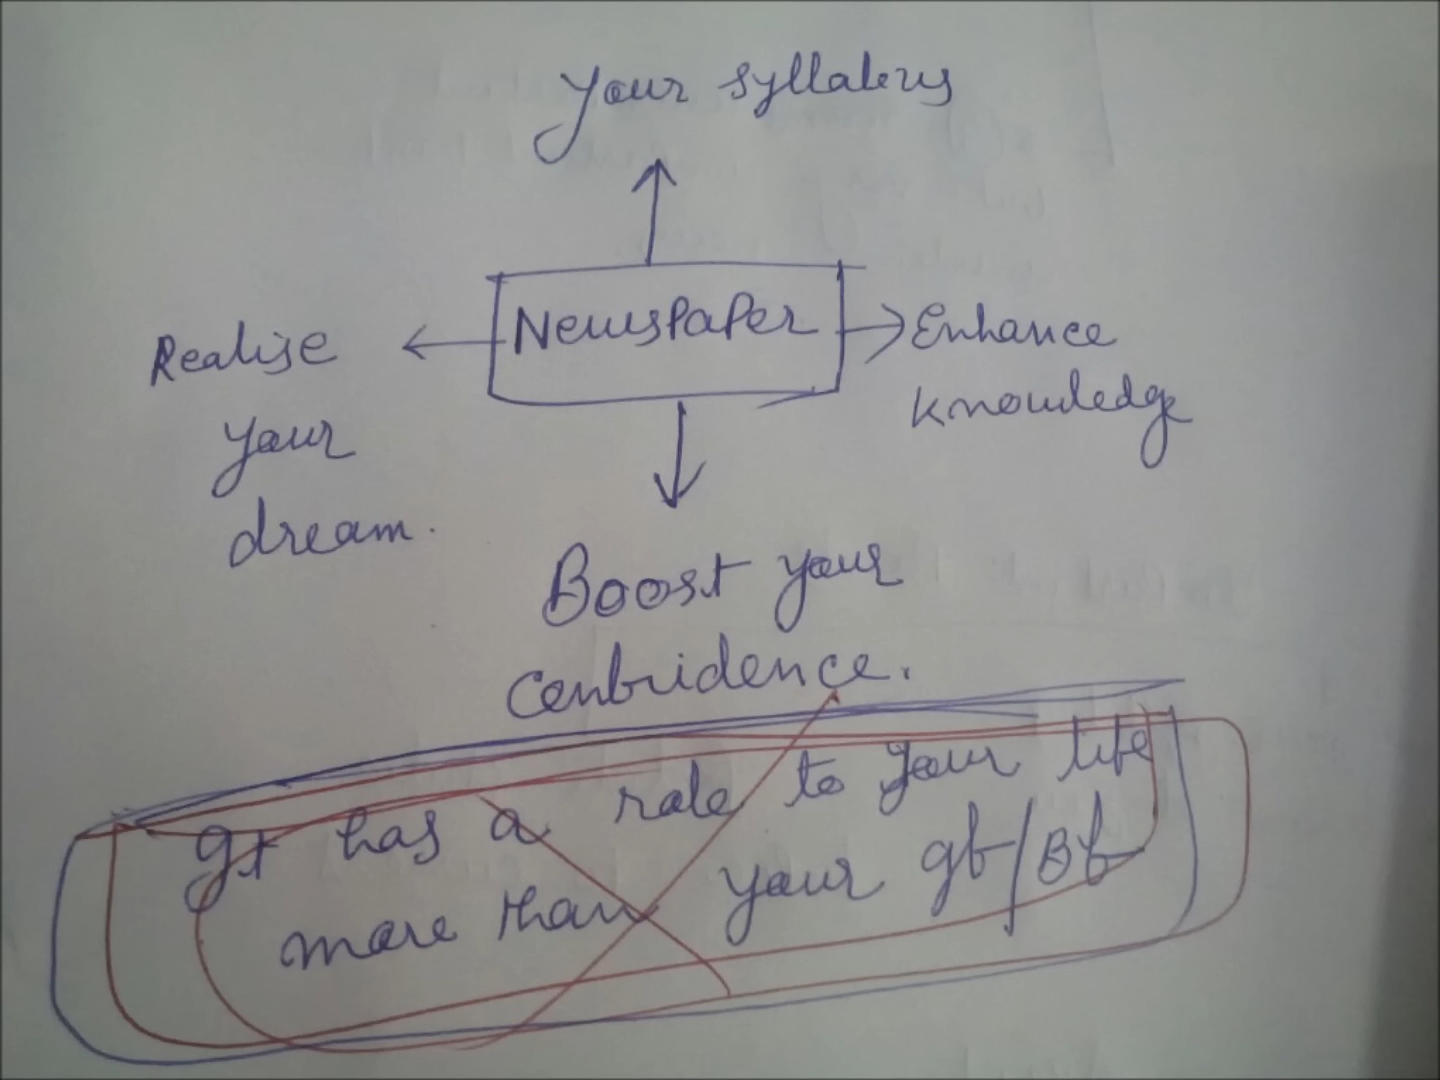 Your syllabus
Newspaper
Realise
your
dream.
Enhance
knowledge
Boost your
confidence.
It has a role to your life
more than your gf/Bf